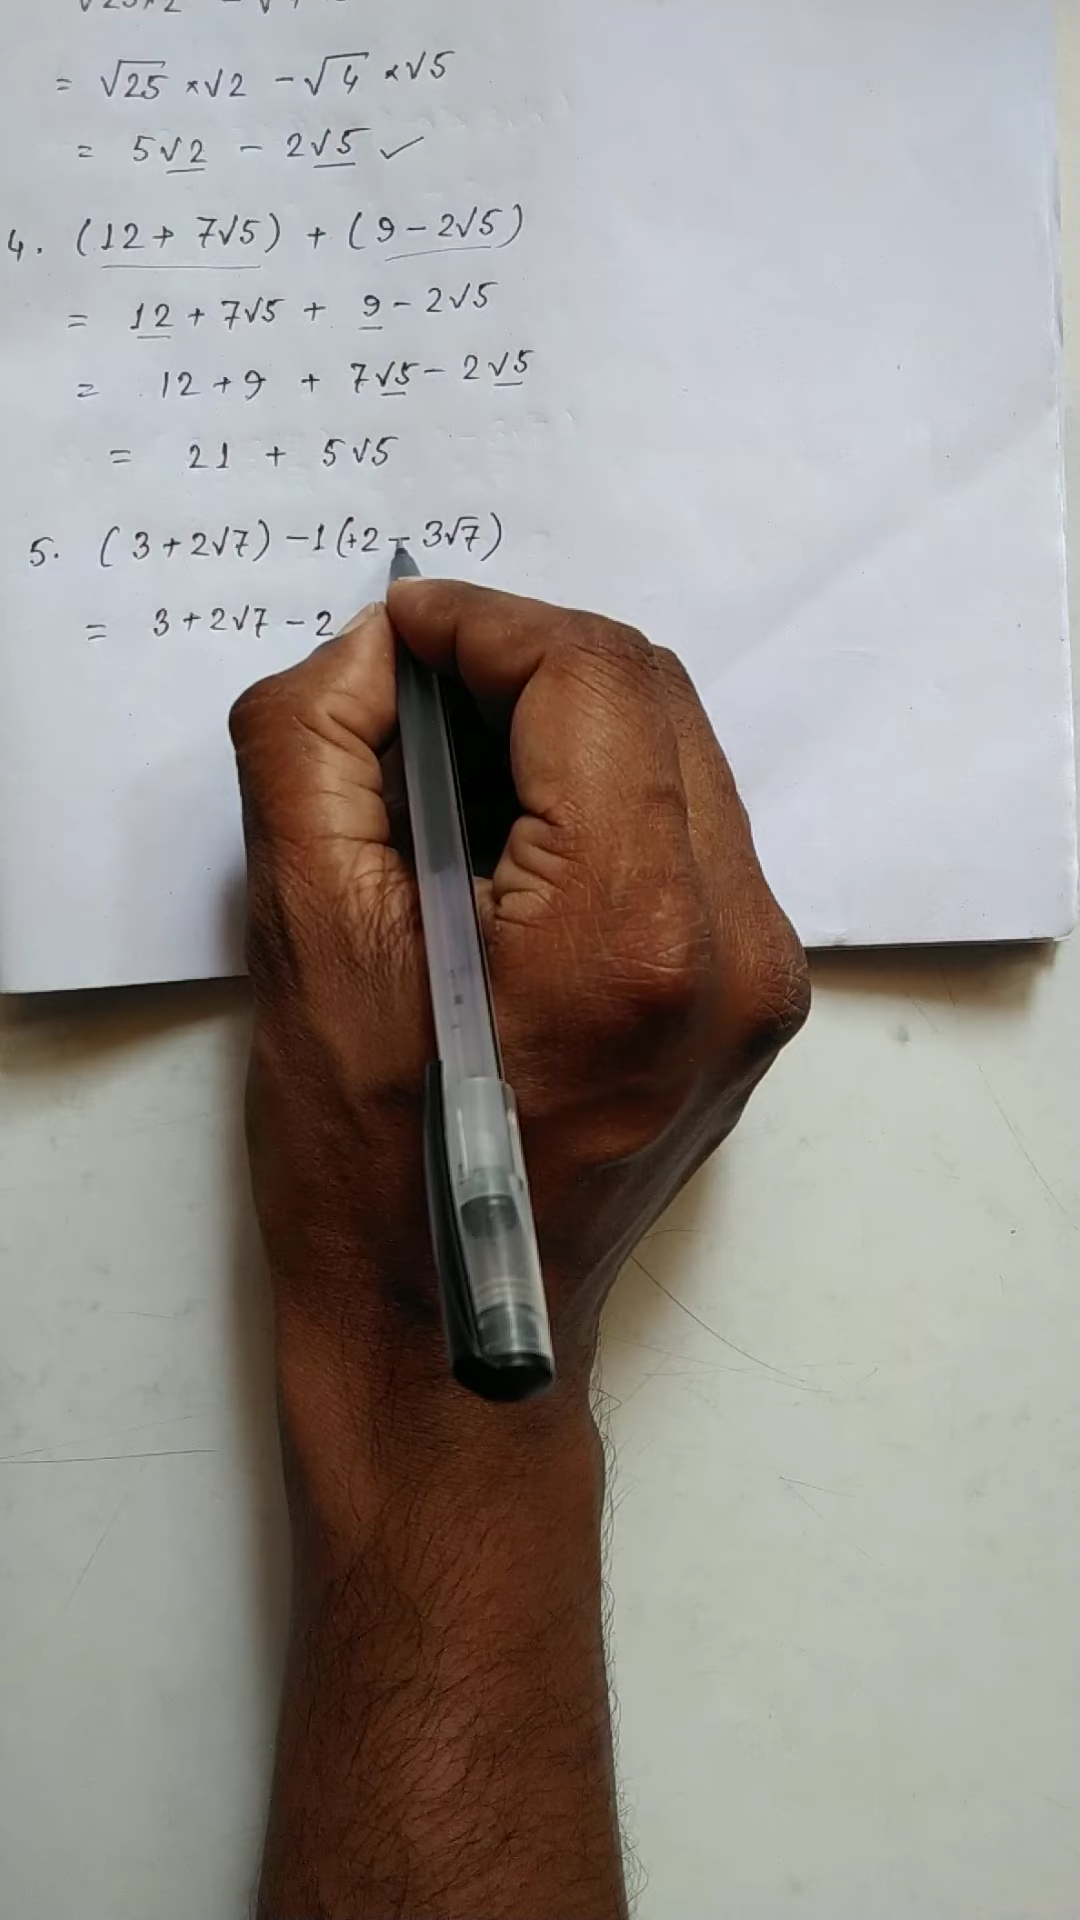 = √25 × √2 - √4 × √5
= 5√2 - 2√5 ✓
4. (12 + 7√5) + (9 - 2√5)
= 12 + 7√5 + 9 - 2√5
= 12 + 9 + 7√5 - 2√5
= 21 + 5√5
5. (3 + 2√7) - 1(+2 - 3√7)
= 3 + 2√7 - 2